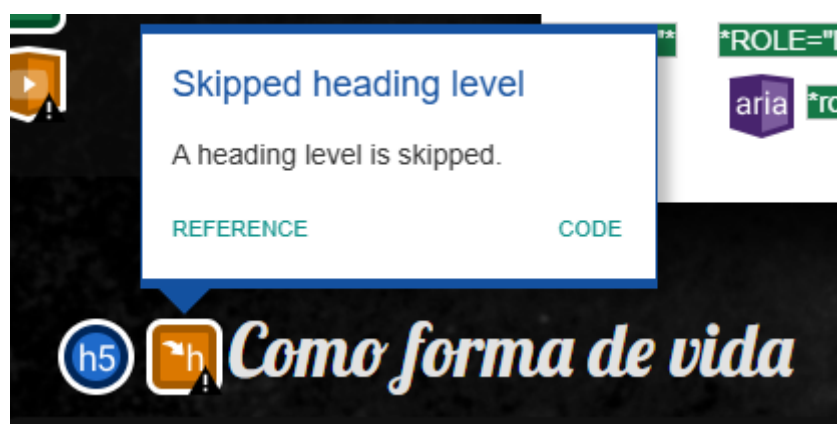 *ROLE="
Skipped heading level
A heading level is skipped.
aria
REFERENCE
CODE
h5
h
Como forma de vida